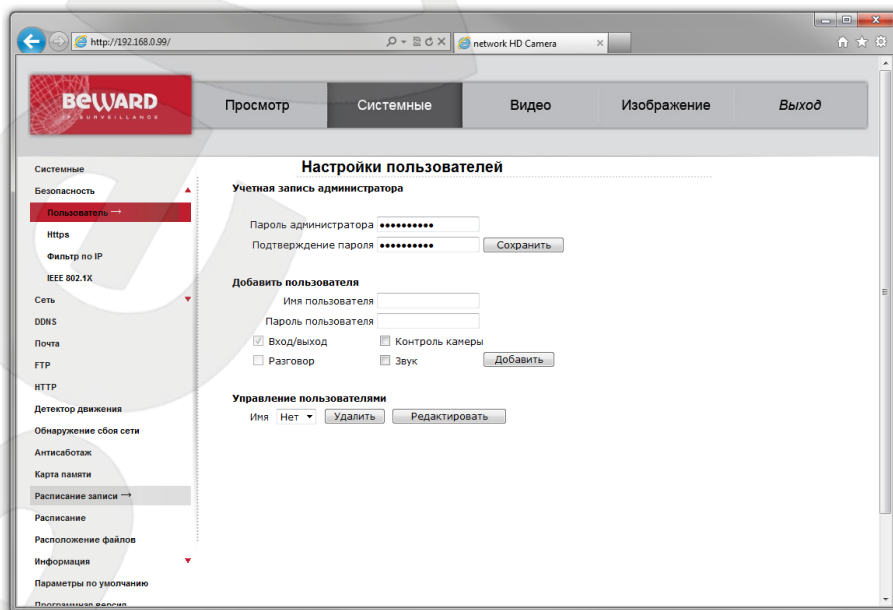 http://192.168.0.99/
network HD Camera
BEWARD
IP SURVEILLANCE
Просмотр
Системные
Видео
Изображение
Выход
Системные
Безопасность
Пользователь →
Https
Фильтр по IP
IEEE 802.1X
Сеть
DDNS
Почта
FTP
HTTP
Детектор движения
Обнаружение сбоя сети
Антисаботаж
Карта памяти
Расписание записи →
Расписание
Расположение файлов
Информация
Параметры по умолчанию
Программная версия
Настройки пользователей
Учетная запись администратора
Пароль администратора ••••••••••
Подтверждение пароля •••••••••• Сохранить
Добавить пользователя
Имя пользователя
Пароль пользователя
Вход/выход Контроль камеры
Разговор Звук Добавить
Управление пользователями
Имя Нет Удалить Редактировать